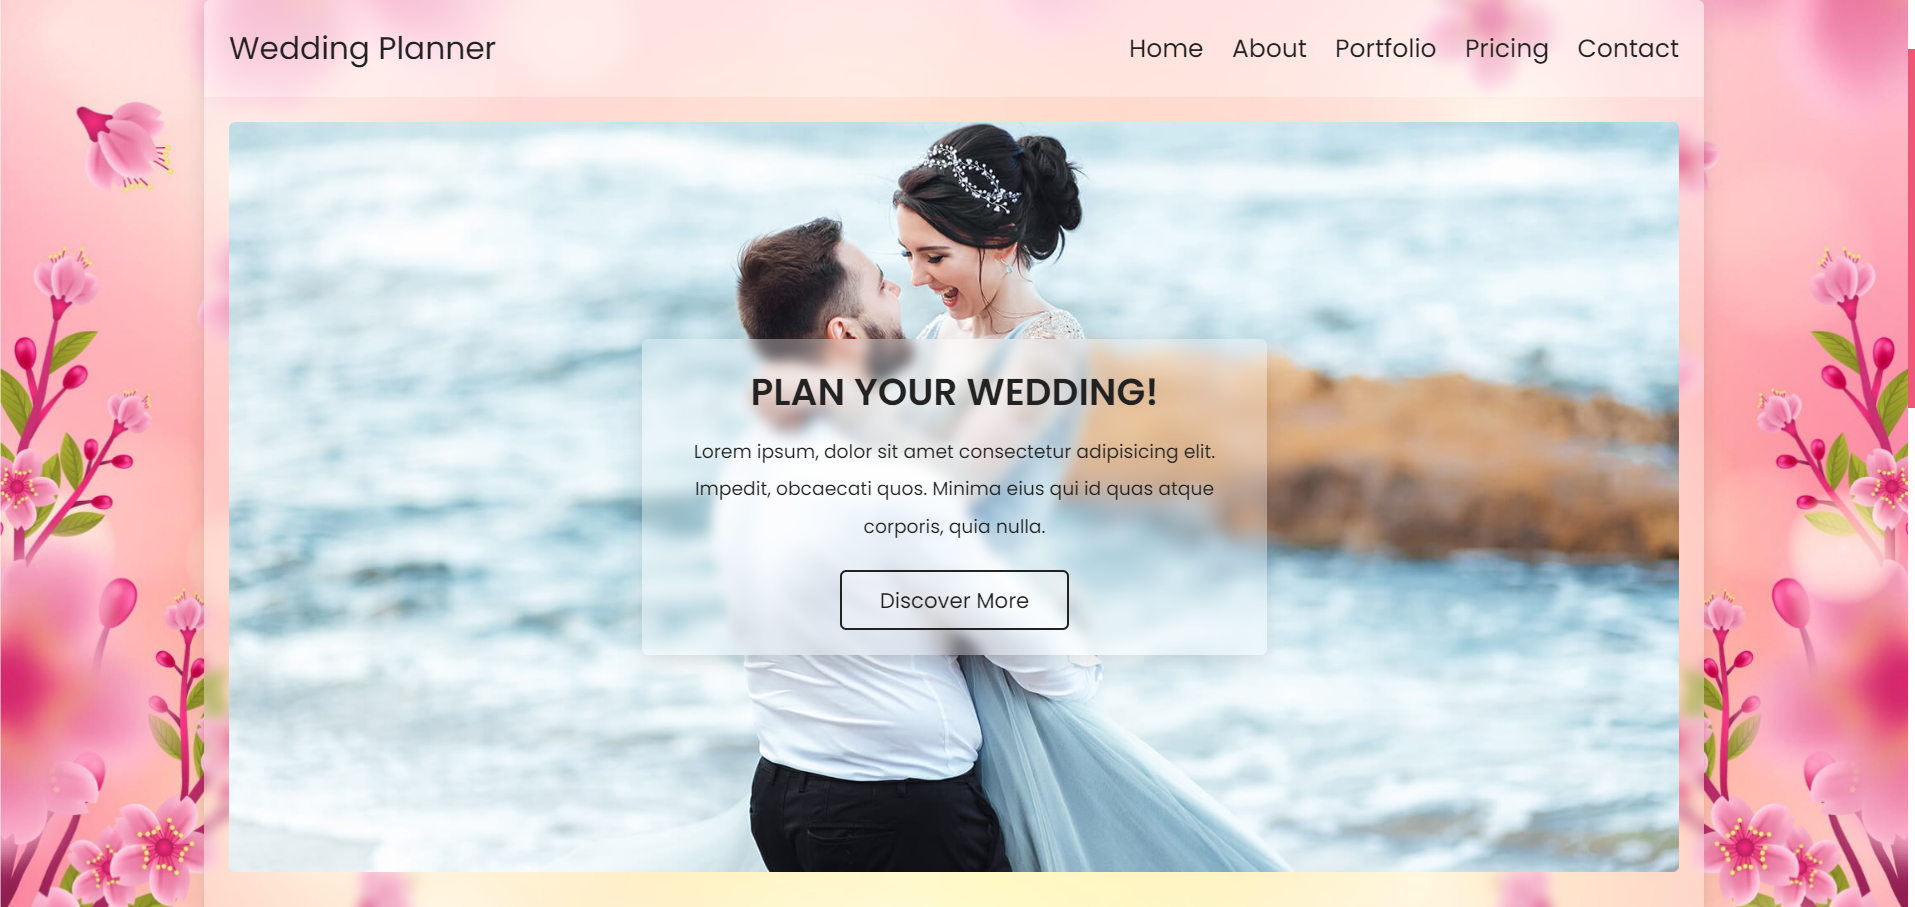 Wedding Planner
Home About Portfolio Pricing Contact
PLAN YOUR WEDDING!
Lorem ipsum, dolor sit amet consectetur adipisicing elit.
Impedit, obcaecati quos. Minima eius qui id quas atque
corporis, quia nulla.
Discover More